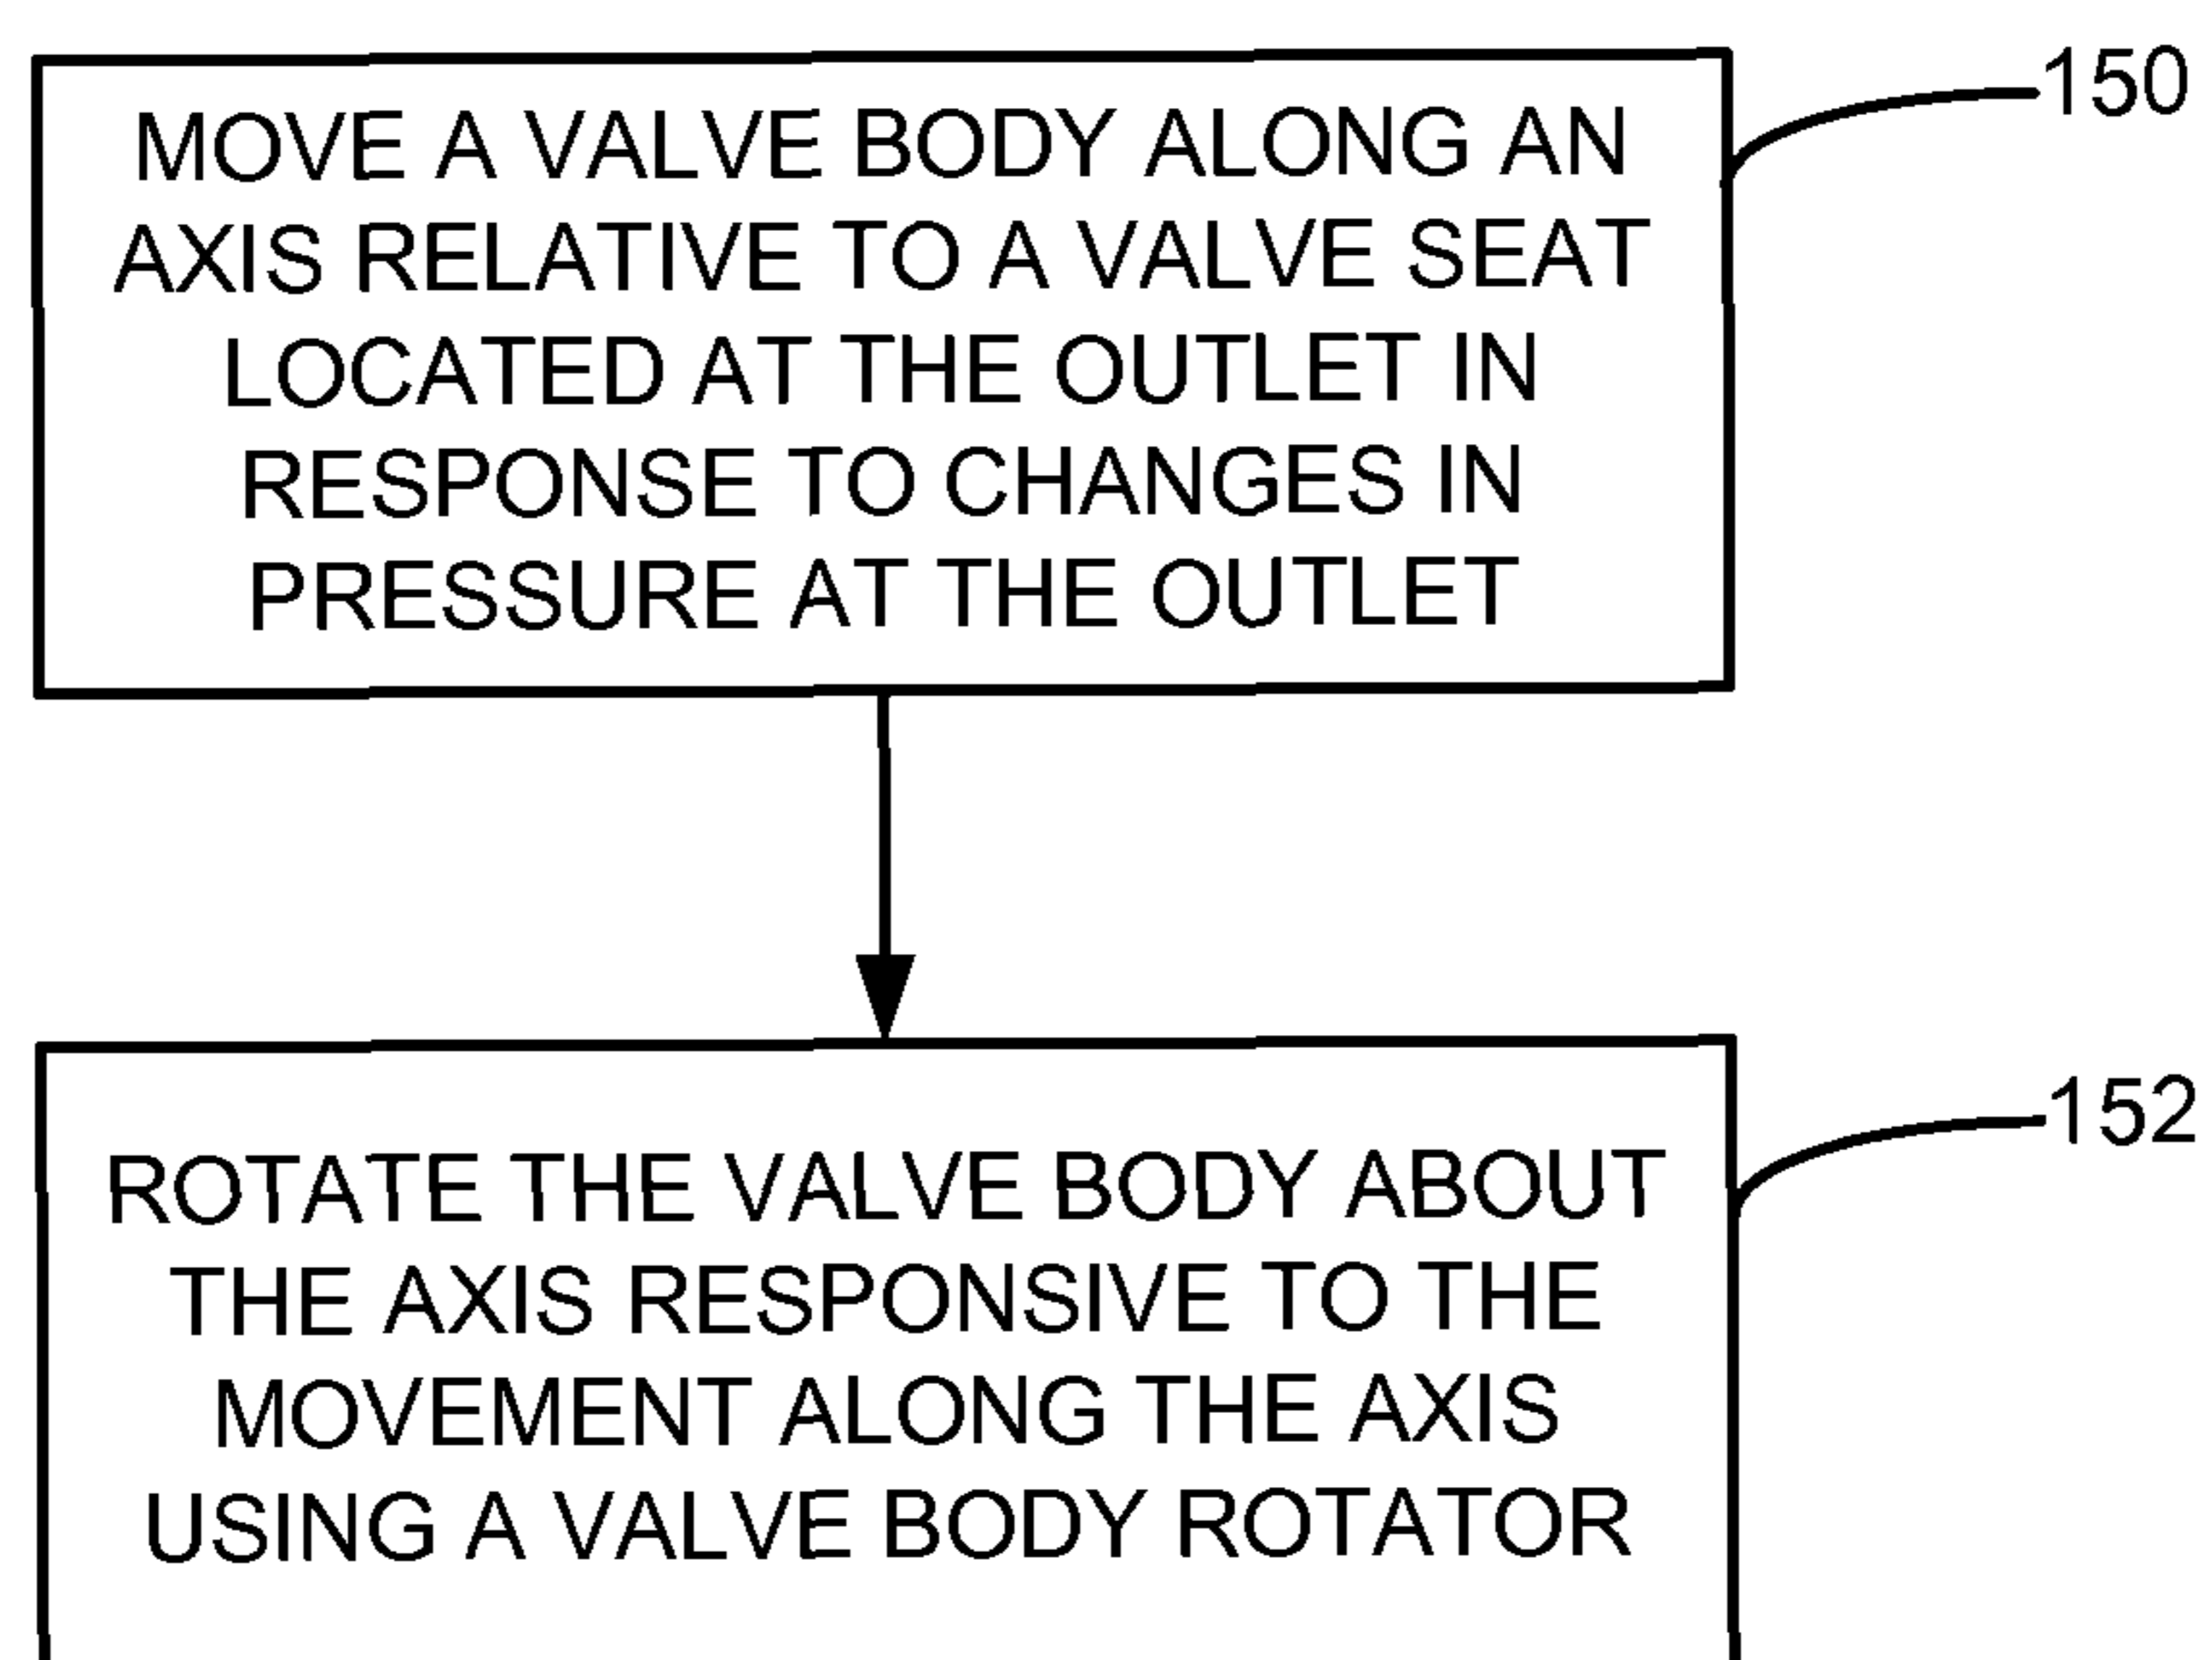 MOVE A VALVE BODY ALONG AN
AXIS RELATIVE TO A VALVE SEAT
LOCATED AT THE OUTLET IN
RESPONSE TO CHANGES IN
PRESSURE AT THE OUTLET
150
ROTATE THE VALVE BODY ABOUT
THE AXIS RESPONSIVE TO THE
MOVEMENT ALONG THE AXIS
USING A VALVE BODY ROTATOR
152